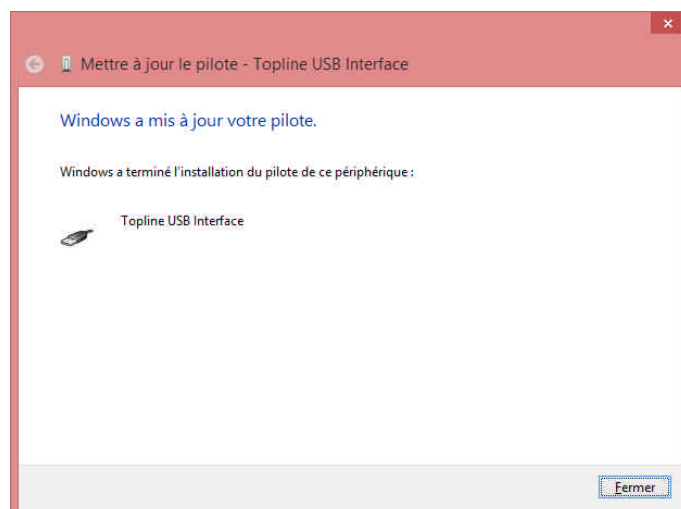 Mettre à jour le pilote - Topline USB Interface
Windows a mis à jour votre pilote.
Windows a terminé l'installation du pilote de ce périphérique :
Topline USB Interface
Fermer